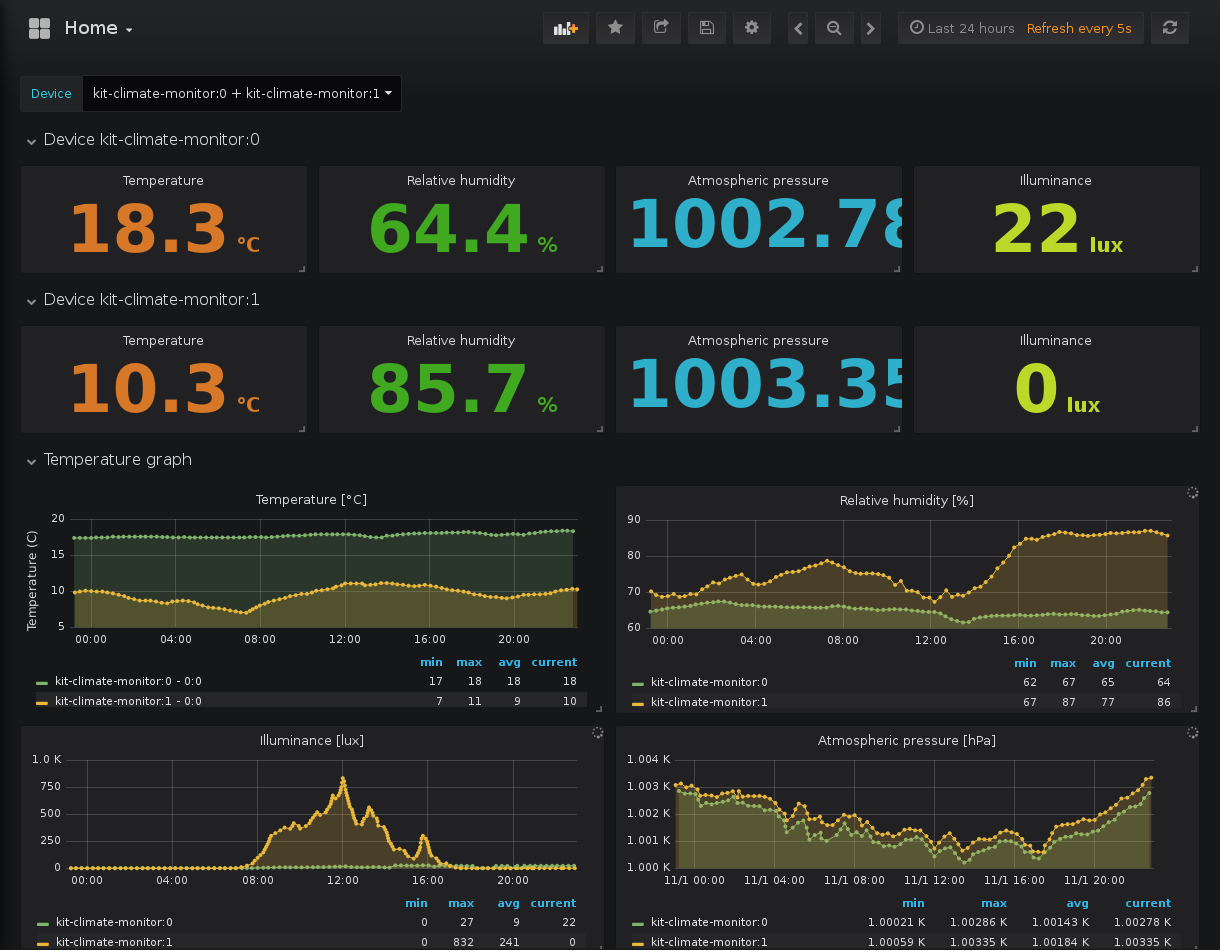 Home
Last 24 hours Refresh every 5s
Device kit-climate-monitor:0 + kit-climate-monitor:1
Device kit-climate-monitor:0
Temperature Relative humidity Atmospheric pressure Illuminance
18.3 °C 64.4 % 1002.78 22 lux
Device kit-climate-monitor:1
Temperature Relative humidity Atmospheric pressure Illuminance
10.3 °C 85.7 % 1003.35 0 lux
Temperature graph
Temperature [°C]
Temperature (C)
20
15
10
5
00:00 04:00 08:00 12:00 16:00 20:00
min max avg current
kit-climate-monitor:0 - 0:0 17 18 18 18
kit-climate-monitor:1 - 0:0 7 11 9 10
Relative humidity [%]
90
80
70
60
00:00 04:00 08:00 12:00 16:00 20:00
min max avg current
kit-climate-monitor:0 62 67 65 64
kit-climate-monitor:1 67 87 77 86
Illuminance [lux]
1.0 K
750
500
250
0
00:00 04:00 08:00 12:00 16:00 20:00
min max avg current
kit-climate-monitor:0 0 27 9 22
kit-climate-monitor:1 0 832 241 0
Atmospheric pressure [hPa]
1.004 K
1.003 K
1.002 K
1.001 K
1.000 K
11/1 00:00 11/1 04:00 11/1 08:00 11/1 12:00 11/1 16:00 11/1 20:00
min max avg current
kit-climate-monitor:0 1.00021 K 1.00286 K 1.00143 K 1.00278 K
kit-climate-monitor:1 1.00059 K 1.00335 K 1.00184 K 1.00335 K